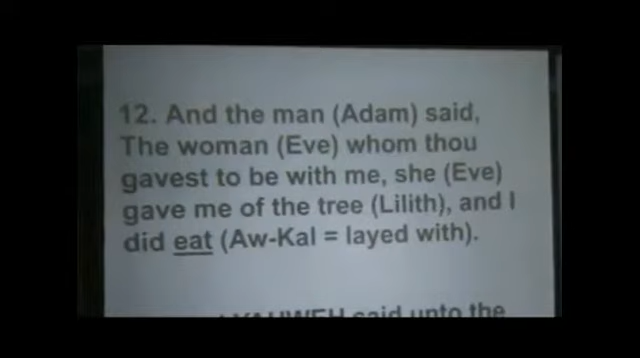 12. And the man (Adam) said,
The woman (Eve) whom thou
gavest to be with me, she (Eve)
gave me of the tree (Lilith), and I
did eat (Aw-Kal = layed with).
YAHWEH said unto the